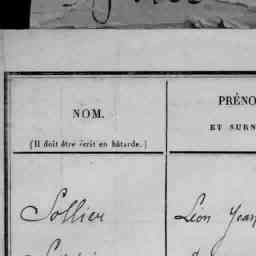 NOM.
PRÉNO
ET SURN
(Il doit être écrit en bâtarde.)
Sollier
Léon Jean